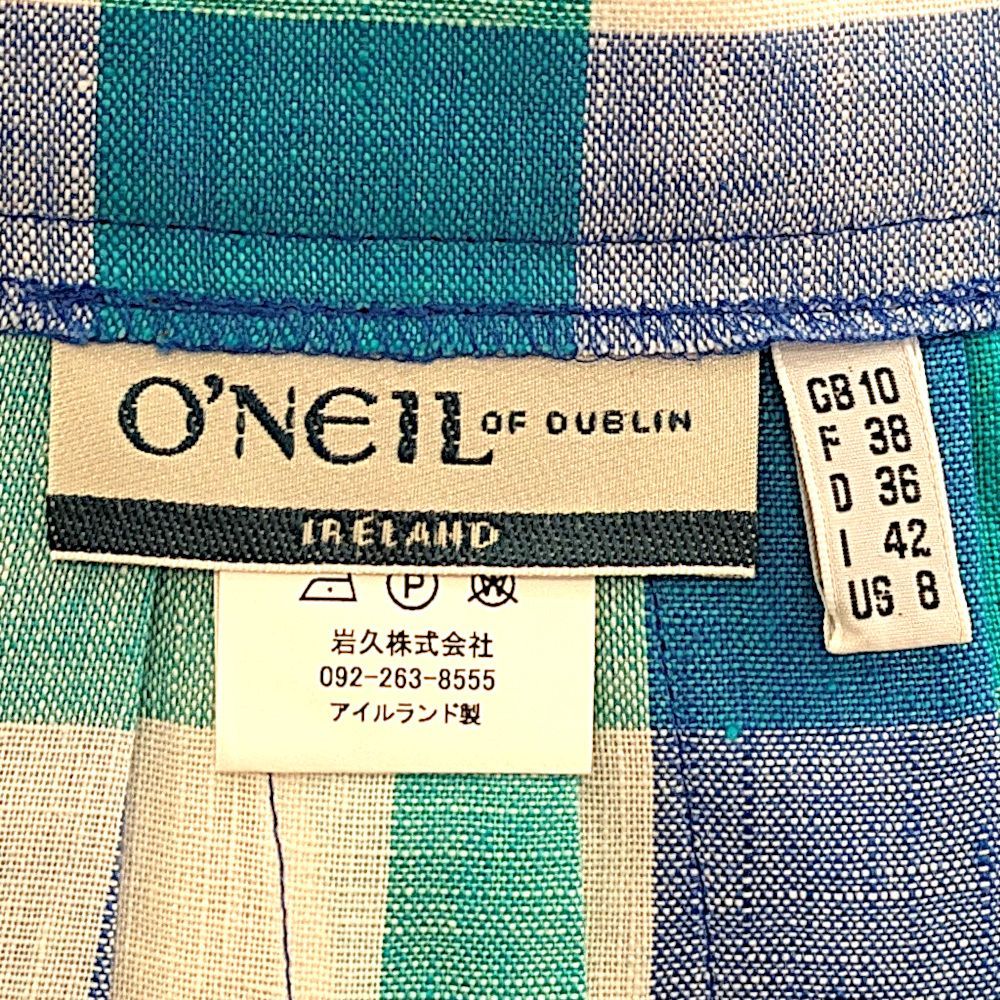 O'NEIL OF DUBLIN
IRELAND
GB 10
F 38
D 36
I 42
US 8
P
W
岩久株式会社
092-263-8555
アイルランド製